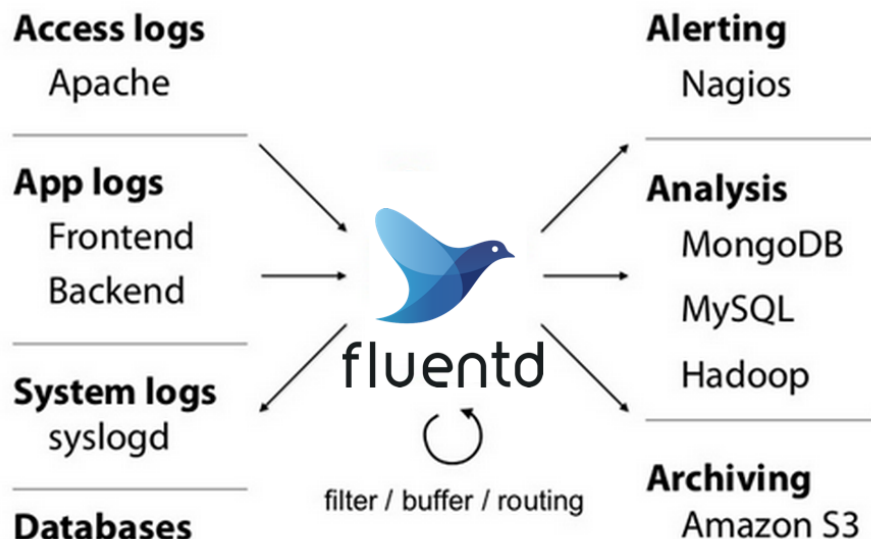 Access logs
Apache
App logs
Frontend
Backend
System logs
syslogd
Databases
fluentd
filter / buffer / routing
Alerting
Nagios
Analysis
MongoDB
MySQL
Hadoop
Archiving
Amazon S3